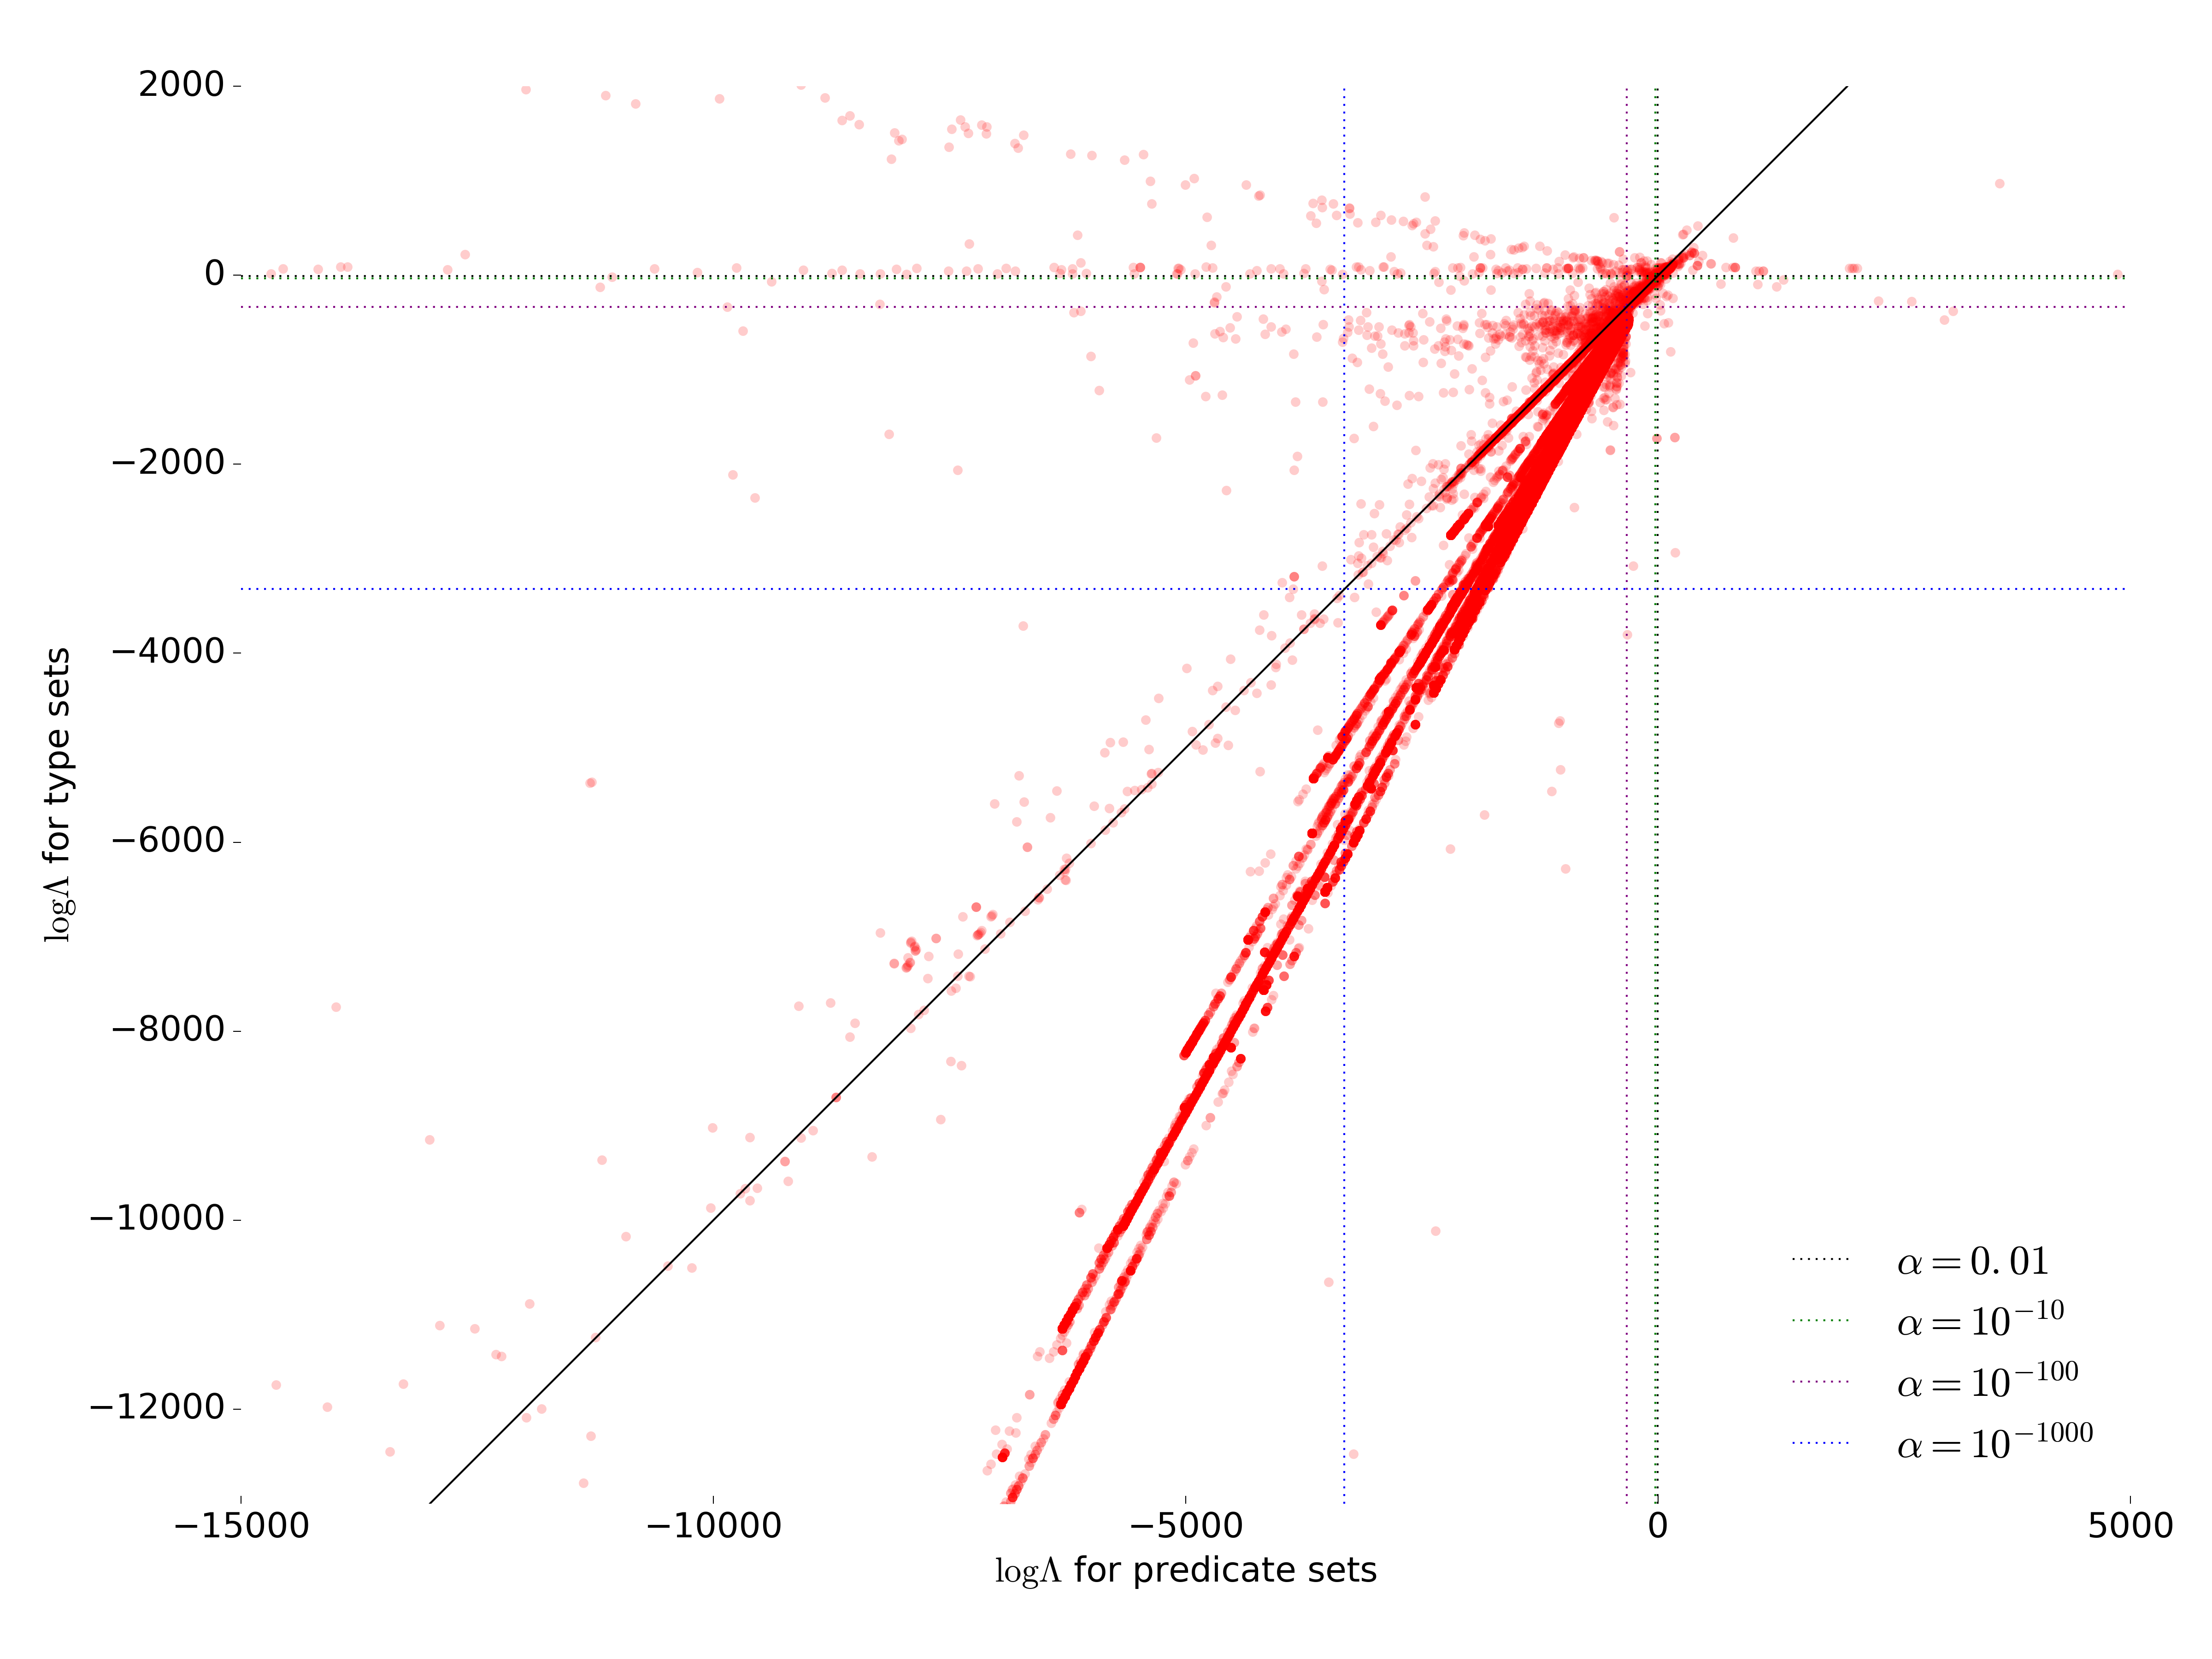 2000
0
−2000
−4000
−6000
−8000
−10000
−12000
logΛ for type sets
−15000
−10000
−5000
0
5000
logΛ for predicate sets
α = 0.01
α = 10^{−10}
α = 10^{−100}
α = 10^{−1000}